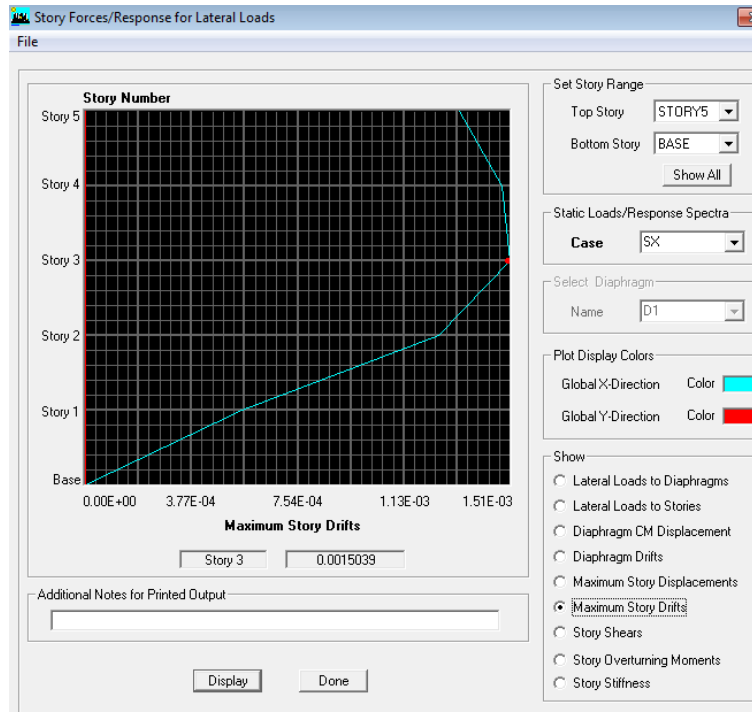 Story Forces/Response for Lateral Loads
File
Story Number
Story 5
Story 4
Story 3
Story 2
Story 1
Base
0.00E+00 3.77E-04 7.54E-04 1.13E-03 1.51E-03
Maximum Story Drifts
Story 3 0.0015039
Additional Notes for Printed Output
Display Done
Set Story Range
Top Story STORY5
Bottom Story BASE
Show All
Static Loads/Response Spectra
Case SX
Select Diaphragm
Name D1
Plot Display Colors
Global X-Direction Color
Global Y-Direction Color
Show
Lateral Loads to Diaphragms
Lateral Loads to Stories
Diaphragm CM Displacement
Diaphragm Drifts
Maximum Story Displacements
Maximum Story Drifts
Story Shears
Story Overturning Moments
Story Stiffness